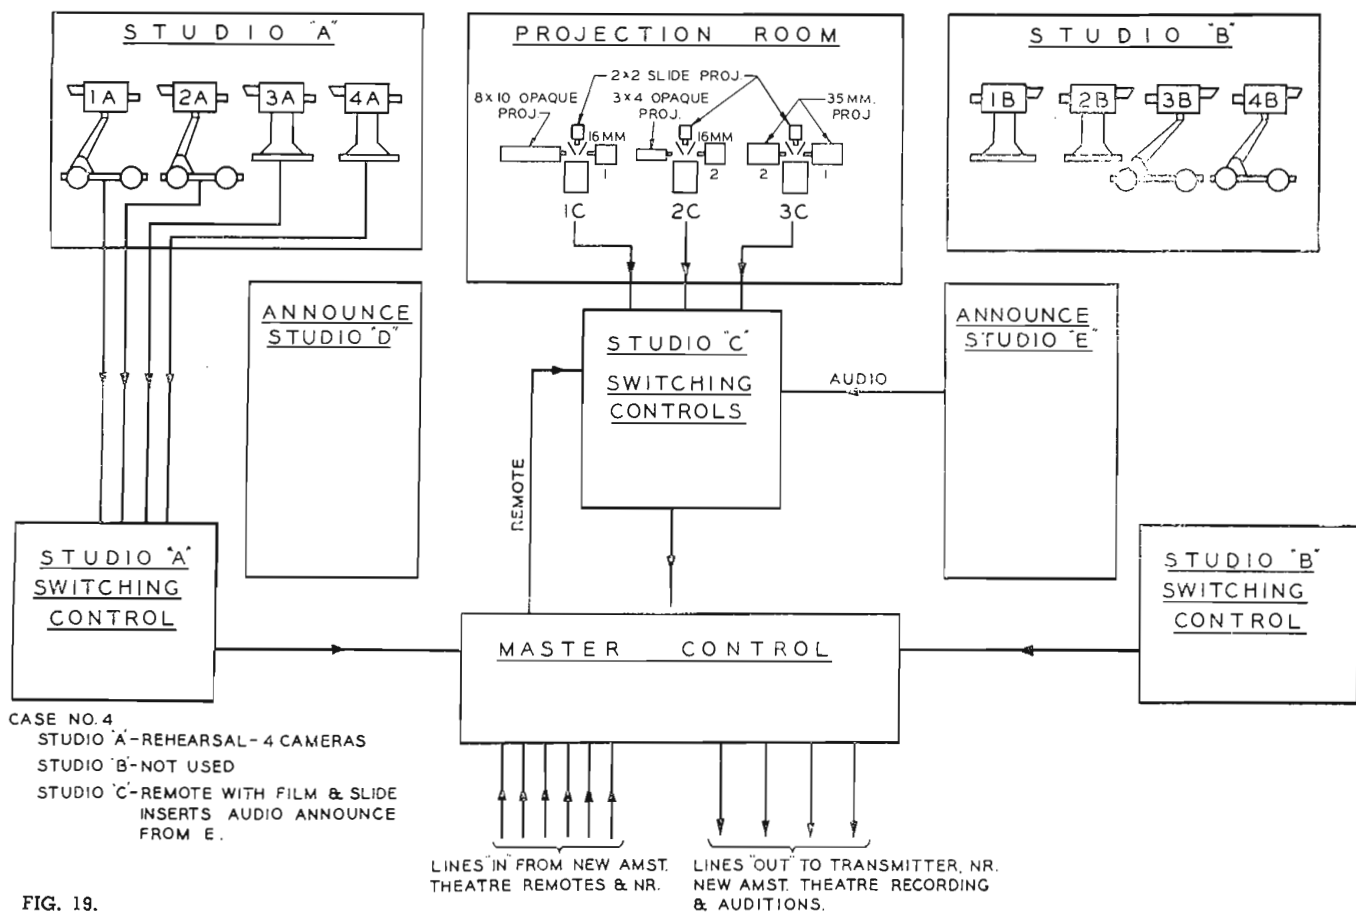 STUDIO "A"
1A 2A 3A 4A
PROJECTION ROOM
2×2 SLIDE PROJ.
8×10 OPAQUE
PROJ.
3×4 OPAQUE
PROJ.
35MM.
PROJ
16MM
16MM
1
2
2
1
1C
2C
3C
STUDIO "B"
1B 2B 3B 4B
ANNOUNCE
STUDIO "D"
STUDIO "C"
SWITCHING
CONTROLS
AUDIO
ANNOUNCE
STUDIO "E"
REMOTE
STUDIO "A"
SWITCHING
CONTROL
MASTER CONTROL
STUDIO "B"
SWITCHING
CONTROL
CASE NO. 4
STUDIO "A"-REHEARSAL-4 CAMERAS
STUDIO "B"-NOT USED
STUDIO "C"-REMOTE WITH FILM & SLIDE
INSERTS AUDIO ANNOUNCE
FROM E.
LINES "IN" FROM NEW AMST.
THEATRE REMOTES & NR.
LINES "OUT" TO TRANSMITTER, NR.
NEW AMST. THEATRE RECORDING
& AUDITIONS.
FIG. 19.